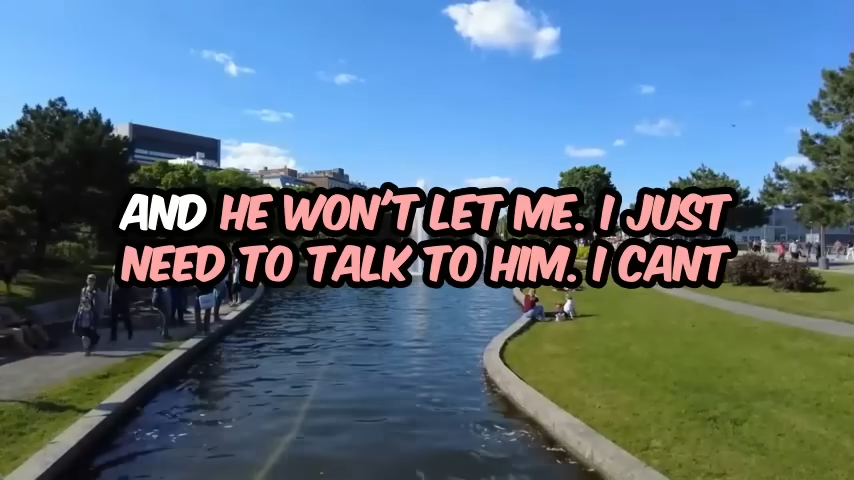 AND HE WON'T LET ME. I JUST
NEED TO TALK TO HIM. I CANT